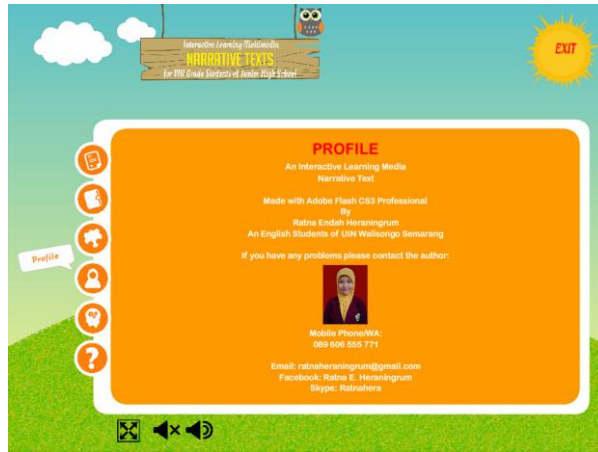 Interactive Learning Multimedia
NARRATIVE TEXTS
for VIII Grade Students of Junior High School
EXIT
PROFILE
An Interactive Learning Media
Narrative Text
Made with Adobe Flash CS3 Professional
By
Ratna Endah Heraningrum
An English Students of UIN Walisongo Semarang
If you have any problems please contact the author:
Profile
Mobile Phone/WA:
089 606 555 771
Email: ratnaheraningrum@gmail.com
Facebook: Ratna E. Heraningrum
Skype: Ratnahera
?